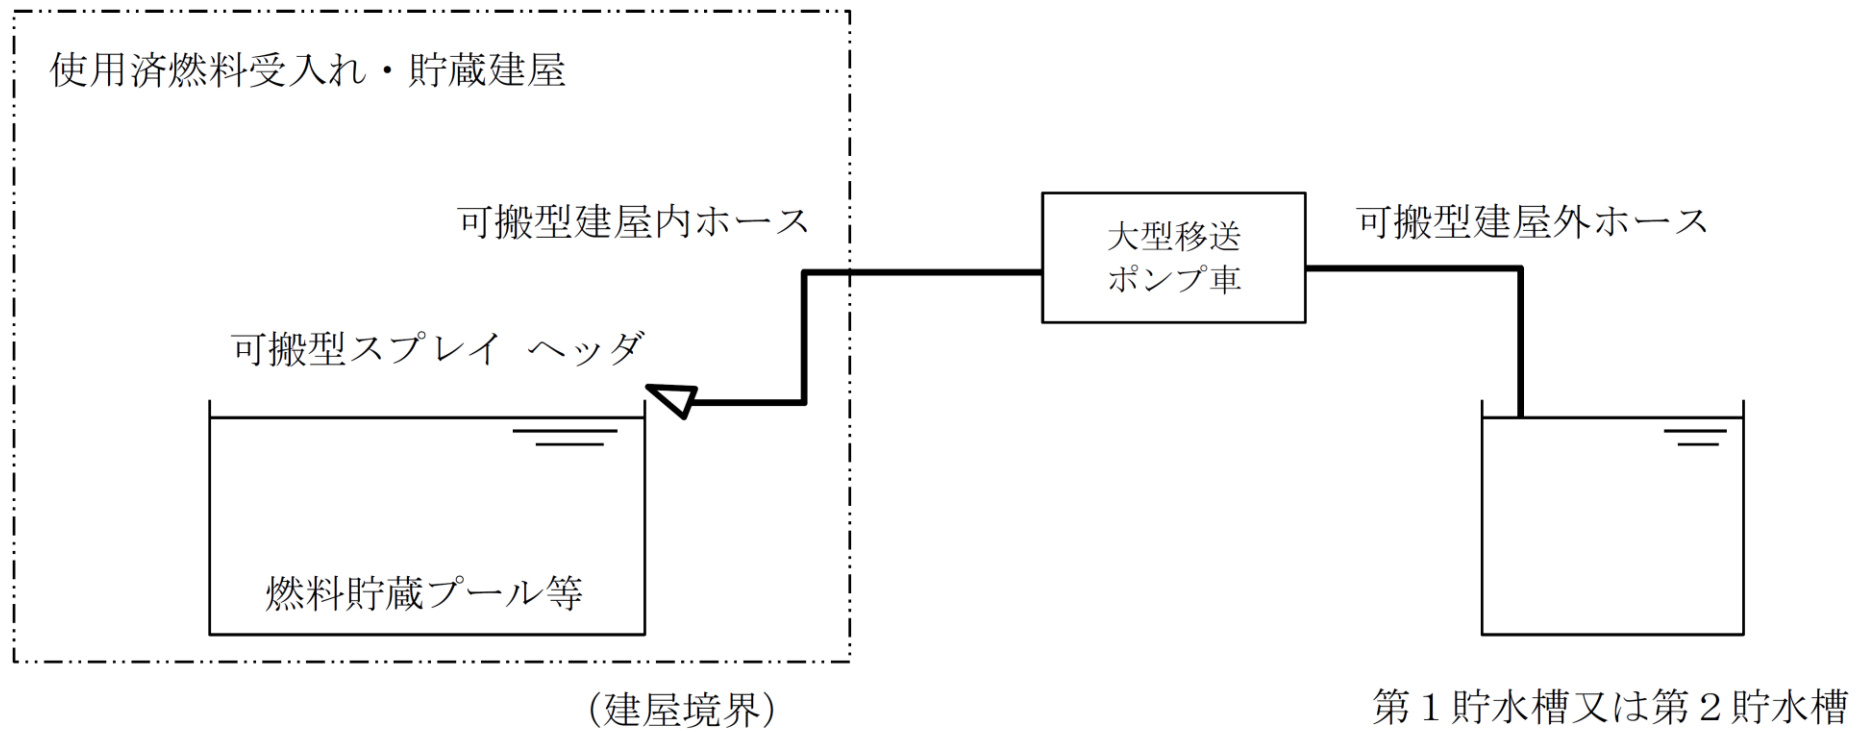 使用済燃料受入れ・貯蔵建屋
可搬型建屋内ホース
大型移送
ポンプ車
可搬型建屋外ホース
可搬型スプレイ ヘッダ
燃料貯蔵プール等
（建屋境界）
第１貯水槽又は第２貯水槽